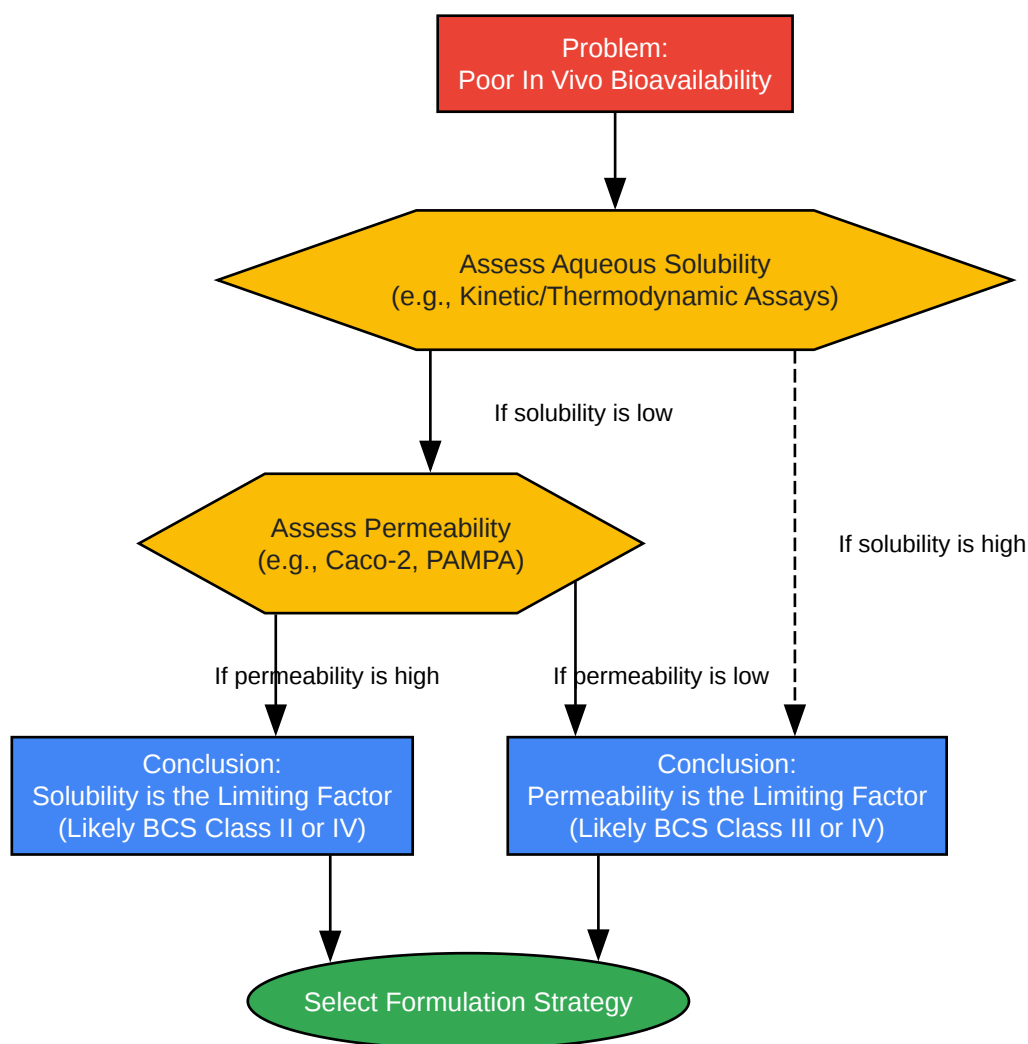 Problem:
Poor In Vivo Bioavailability
Assess Aqueous Solubility
(e.g., Kinetic/Thermodynamic Assays)
If solubility is low
Assess Permeability
(e.g., Caco-2, PAMPA)
If solubility is high
If permeability is high
If permeability is low
Conclusion:
Solubility is the Limiting Factor
(Likely BCS Class II or IV)
Conclusion:
Permeability is the Limiting Factor
(Likely BCS Class III or IV)
Select Formulation Strategy